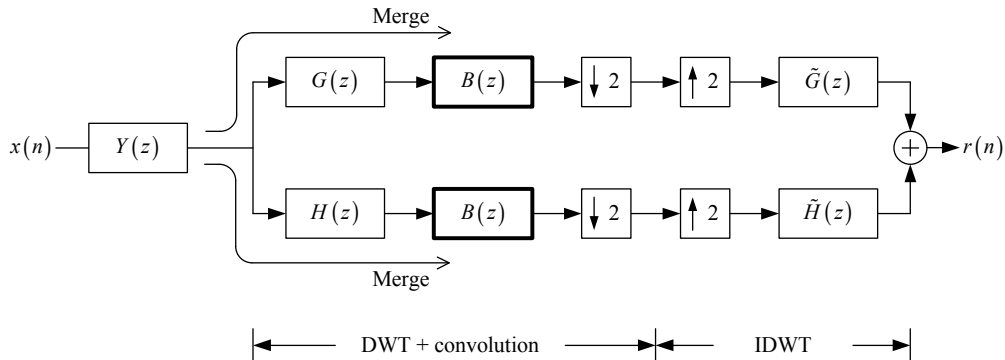 Merge
G(z) B(z) ↓ 2 ↑ 2 G̃(z)
x(n) Y(z) + r(n)
H(z) B(z) ↓ 2 ↑ 2 H̃(z)
Merge
DWT + convolution IDWT